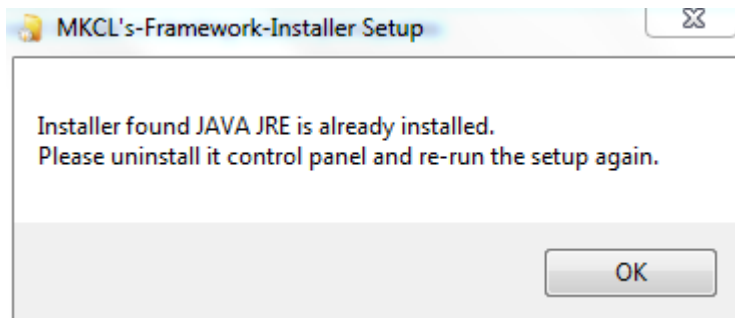 MKCL's-Framework-Installer Setup
Installer found JAVA JRE is already installed.
Please uninstall it control panel and re-run the setup again.
OK